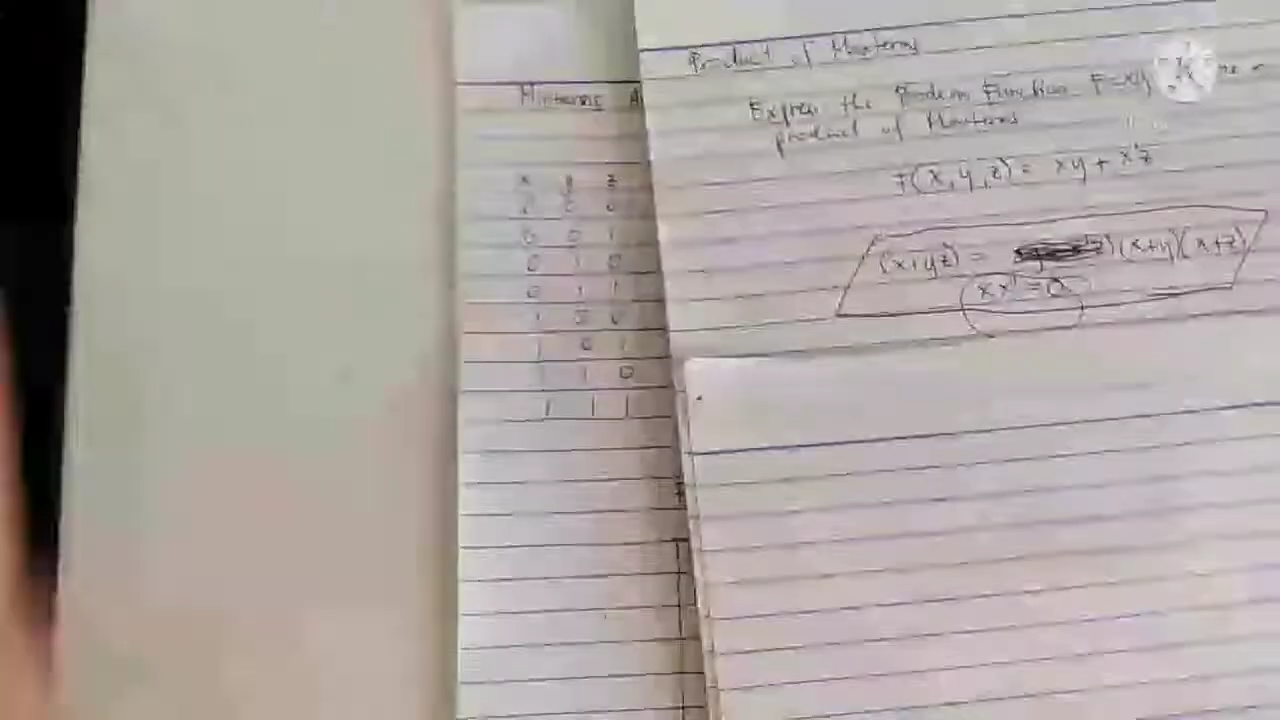 Minterms
x y z
0 0 0
0 0 1
0 1 0
0 1 1
1 0 0
1 0 1
1 1 0
1 1 1
Product of Maxterms
Express the Function F=xy
product of Maxterms
F(x,y,z) = xy + x'z
(x+yz) = (x+y)(x+z)
xx' = 0